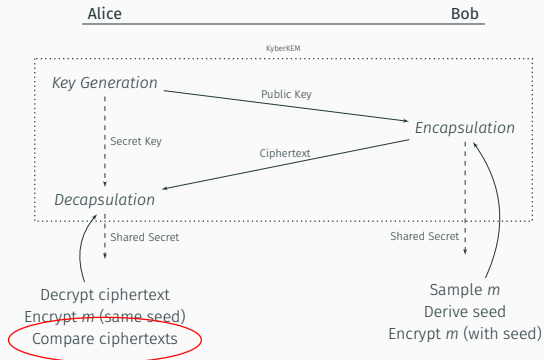 Alice
Bob
KyberKEM
Key Generation
Public Key
Encapsulation
Secret Key
Ciphertext
Decapsulation
Shared Secret
Shared Secret
Decrypt ciphertext
Encrypt m (same seed)
Compare ciphertexts
Sample m
Derive seed
Encrypt m (with seed)